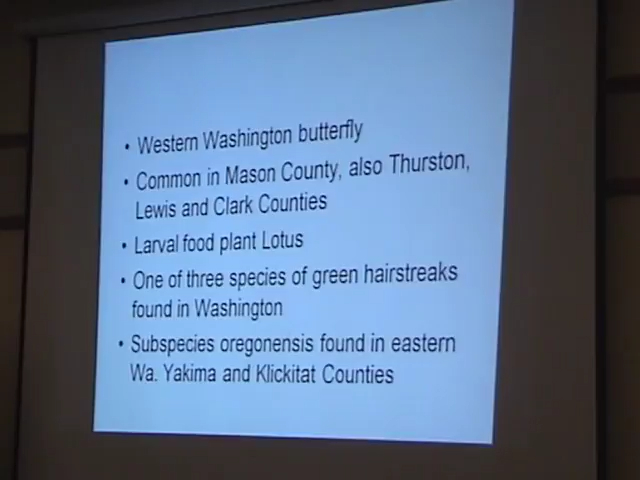 • Western Washington butterfly
• Common in Mason County, also Thurston,
Lewis and Clark Counties
• Larval food plant Lotus
• One of three species of green hairstreaks
found in Washington
• Subspecies oregonensis found in eastern
Wa. Yakima and Klickitat Counties